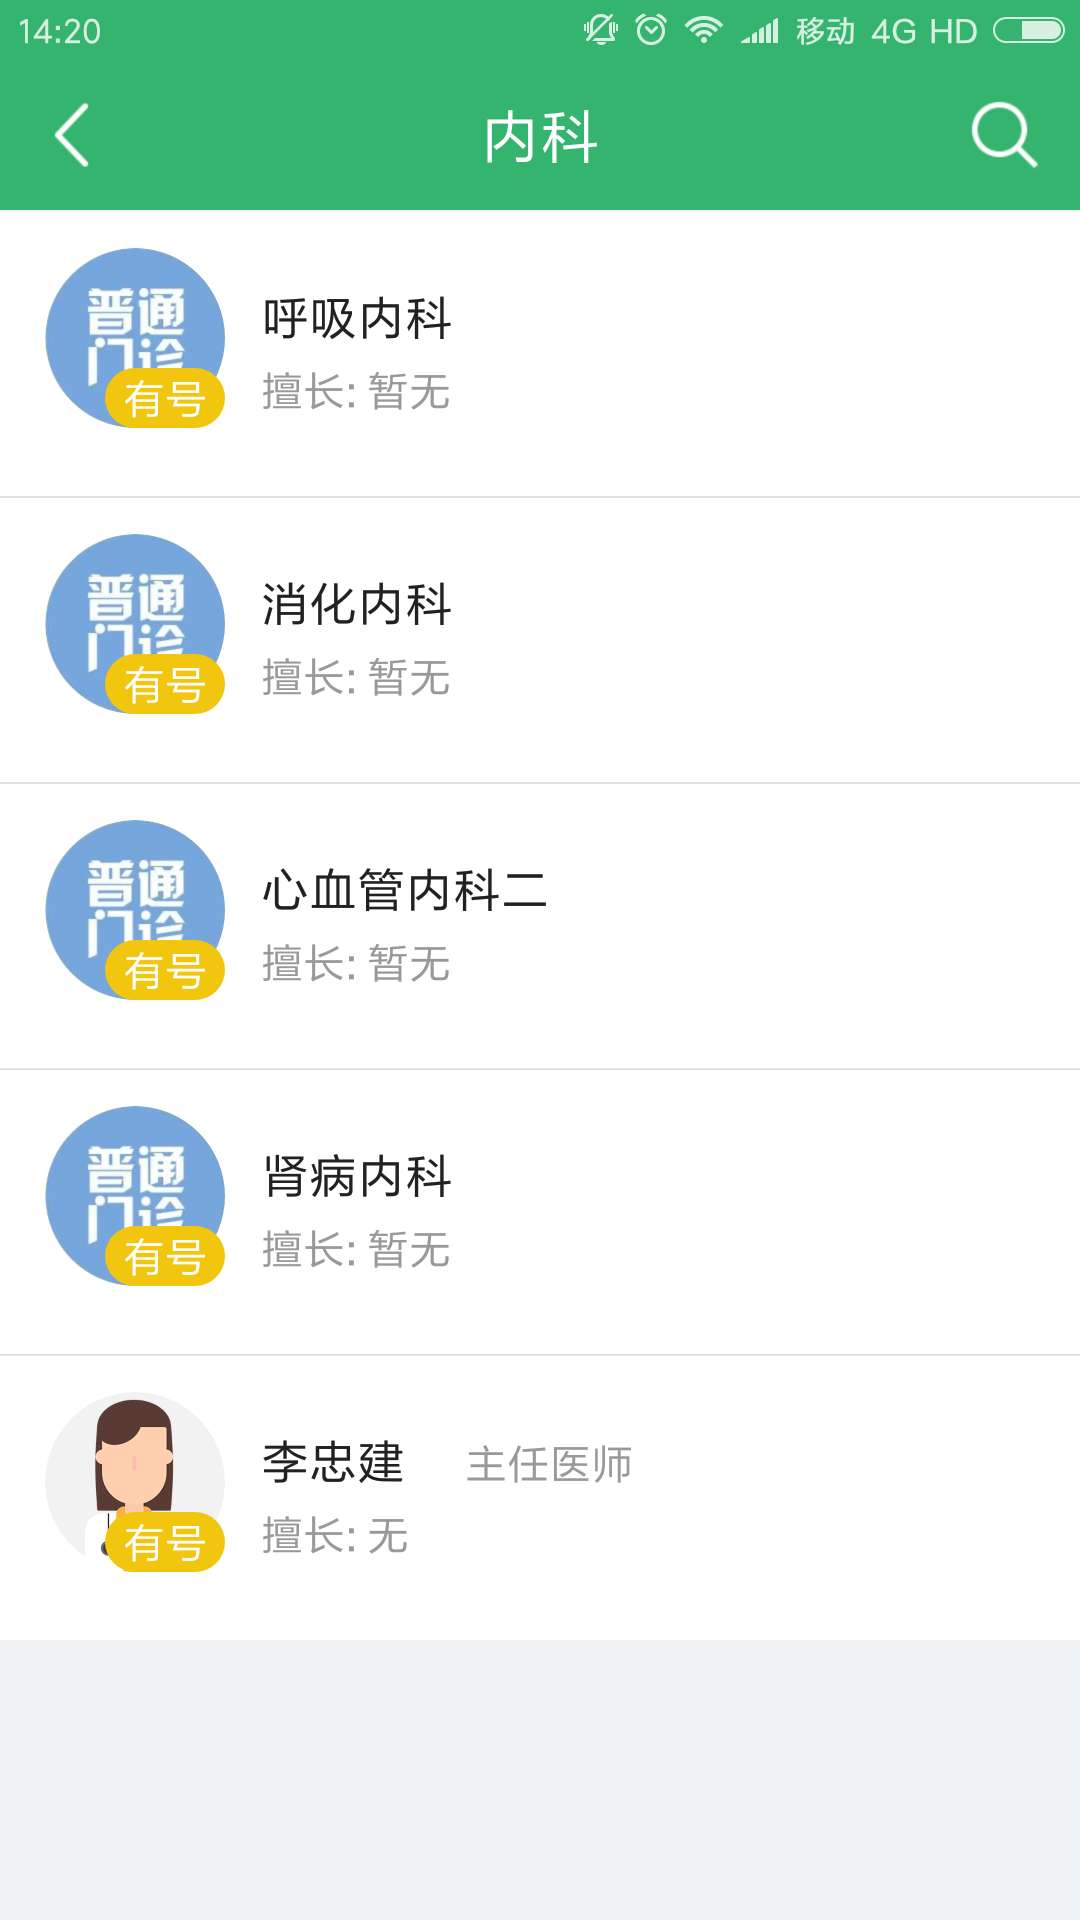 14:20 移动 4G HD
内科
普通
门诊
有号
呼吸内科
擅长: 暂无
普通
门诊
有号
消化内科
擅长: 暂无
普通
门诊
有号
心血管内科二
擅长: 暂无
普通
门诊
有号
肾病内科
擅长: 暂无
有号
李忠建 主任医师
擅长: 无